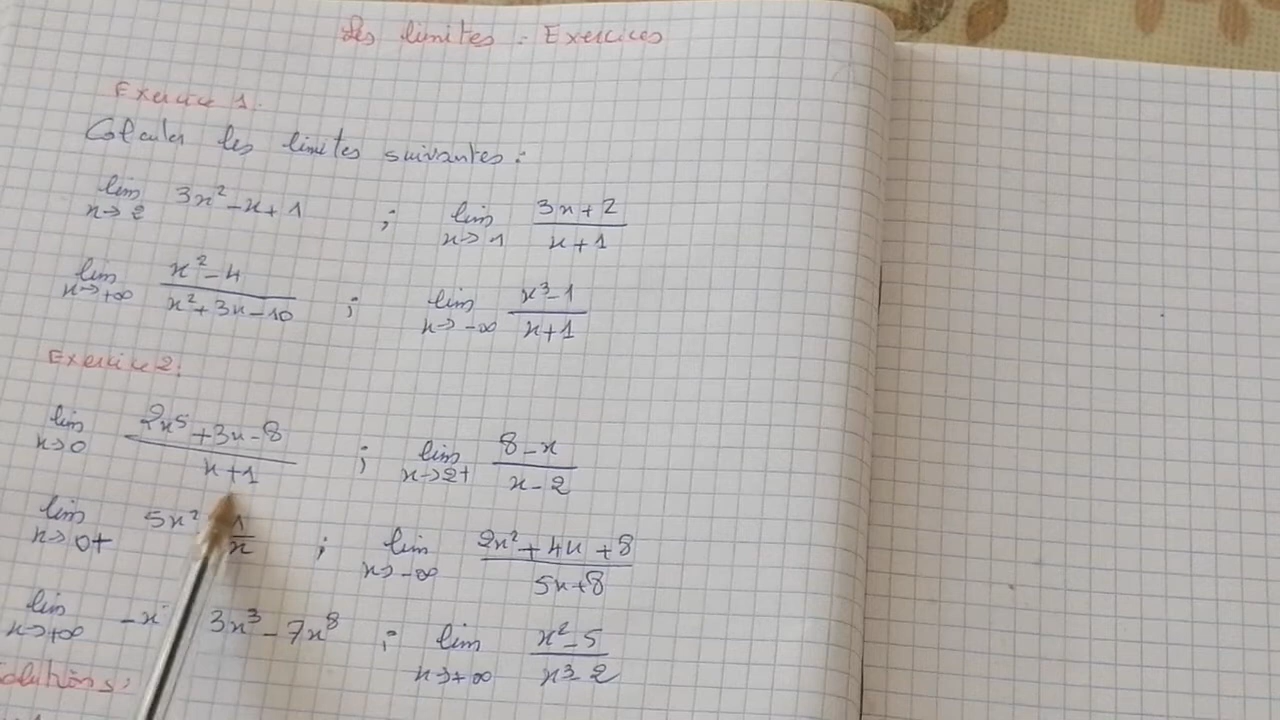 Les limites : Exercices
Exercice 1.
Calculer les limites suivantes :
lim x→2 3x²-x+1 ; lim x→1 (3x+2)/(x+1)
lim x→+∞ (x²-4)/(x²+3x-10) ; lim x→-∞ (x³-1)/(x+1)
Exercice 2:
lim x→0 (2x⁵+3x-8)/(x+1) ; lim x→2+ (8-x)/(x-2)
lim x→0+ 5x² 1/x ; lim x→-∞ (2x²+4x+8)/(5x+8)
lim x→+∞ -x 3x³-7x⁸ ; lim x→+∞ (x²-5)/(x³-2)
Solutions: